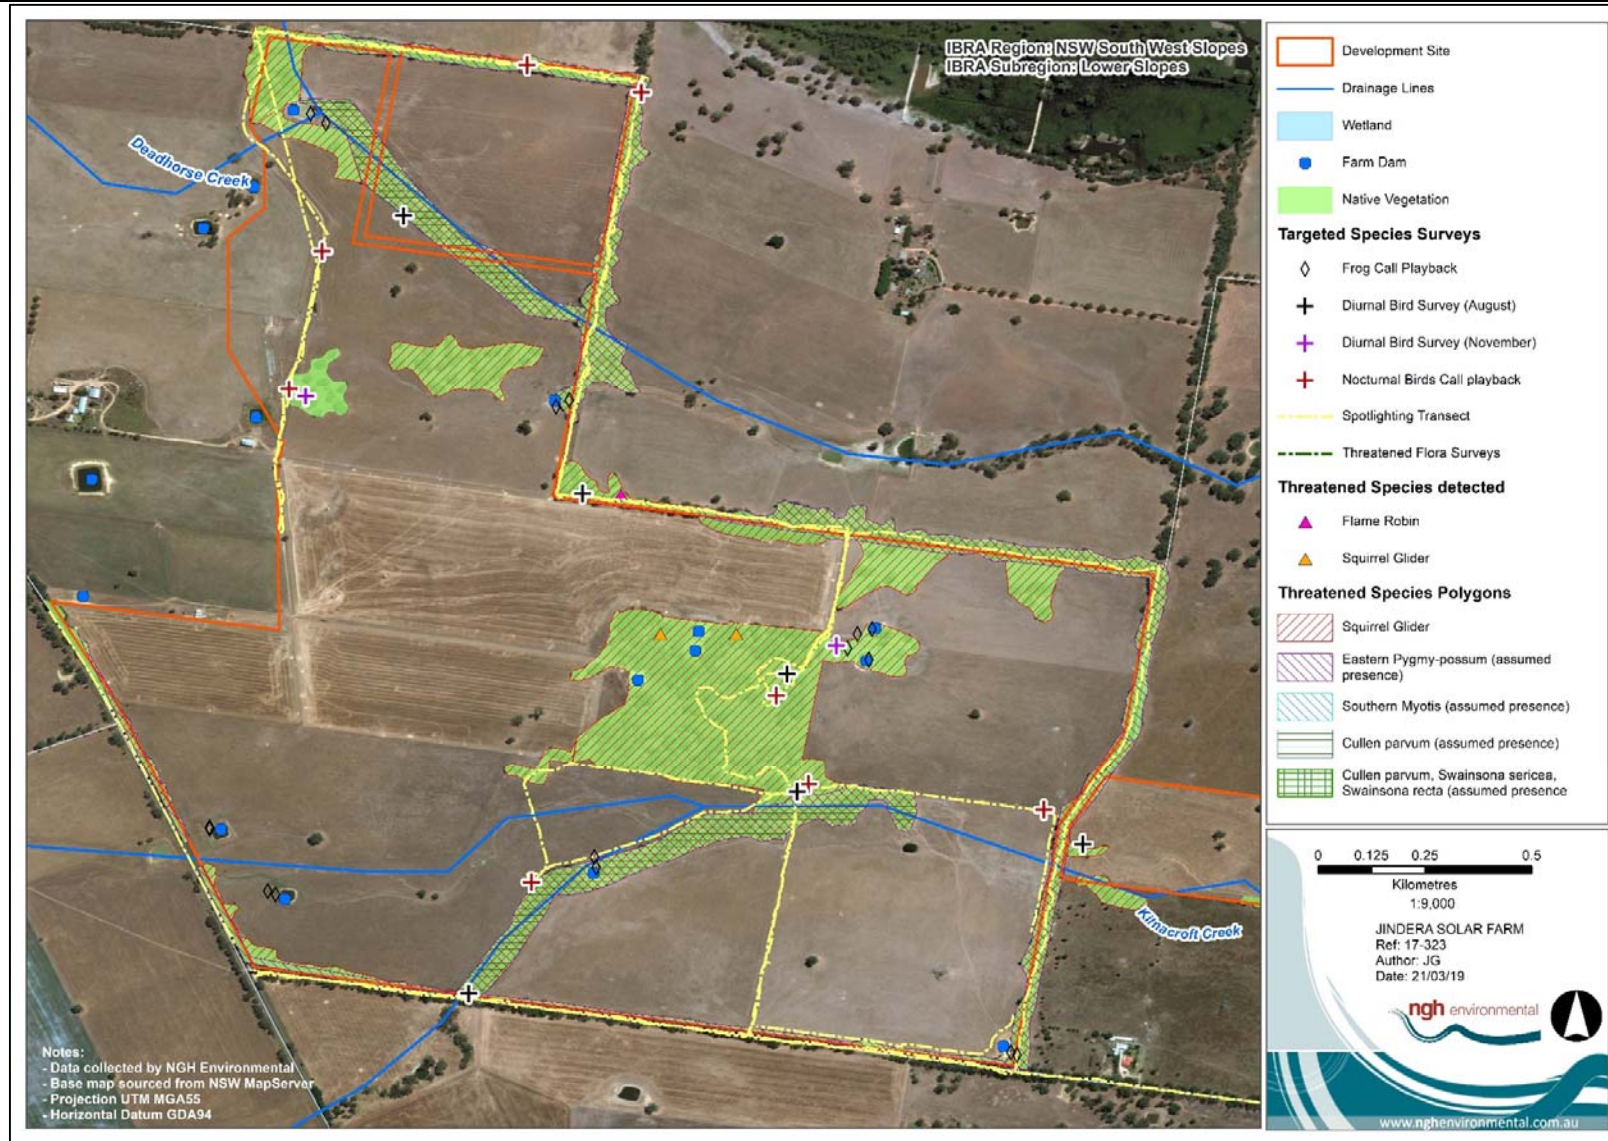 IBRA Region: NSW South West Slopes
IBRA Subregion: Lower Slopes
Deadhorse Creek
Kilnacroft Creek
Notes:
- Data collected by NGH Environmental
- Base map sourced from NSW MapServer
- Projection UTM MGA55
- Horizontal Datum GDA94
Development Site
Drainage Lines
Wetland
Farm Dam
Native Vegetation
Targeted Species Surveys
Frog Call Playback
Diurnal Bird Survey (August)
Diurnal Bird Survey (November)
Nocturnal Birds Call playback
Spotlighting Transect
Threatened Flora Surveys
Threatened Species detected
Flame Robin
Squirrel Glider
Threatened Species Polygons
Squirrel Glider
Eastern Pygmy-possum (assumed
presence)
Southern Myotis (assumed presence)
Cullen parvum (assumed presence)
Cullen parvum, Swainsona sericea,
Swainsona recta (assumed presence
0 0.125 0.25 0.5
Kilometres
1:9,000
JINDERA SOLAR FARM
Ref: 17-323
Author: JG
Date: 21/03/19
ngh environmental
www.nghenvironmental.com.au